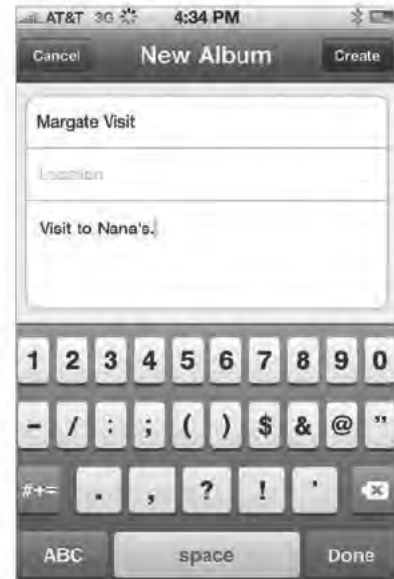 AT&T 3G 4:34 PM
Cancel New Album Create
Margate Visit
Location
Visit to Nana's.
1 2 3 4 5 6 7 8 9 0
- / : ; ( ) $ & @ "
#+= . , ? ! '
ABC space Done